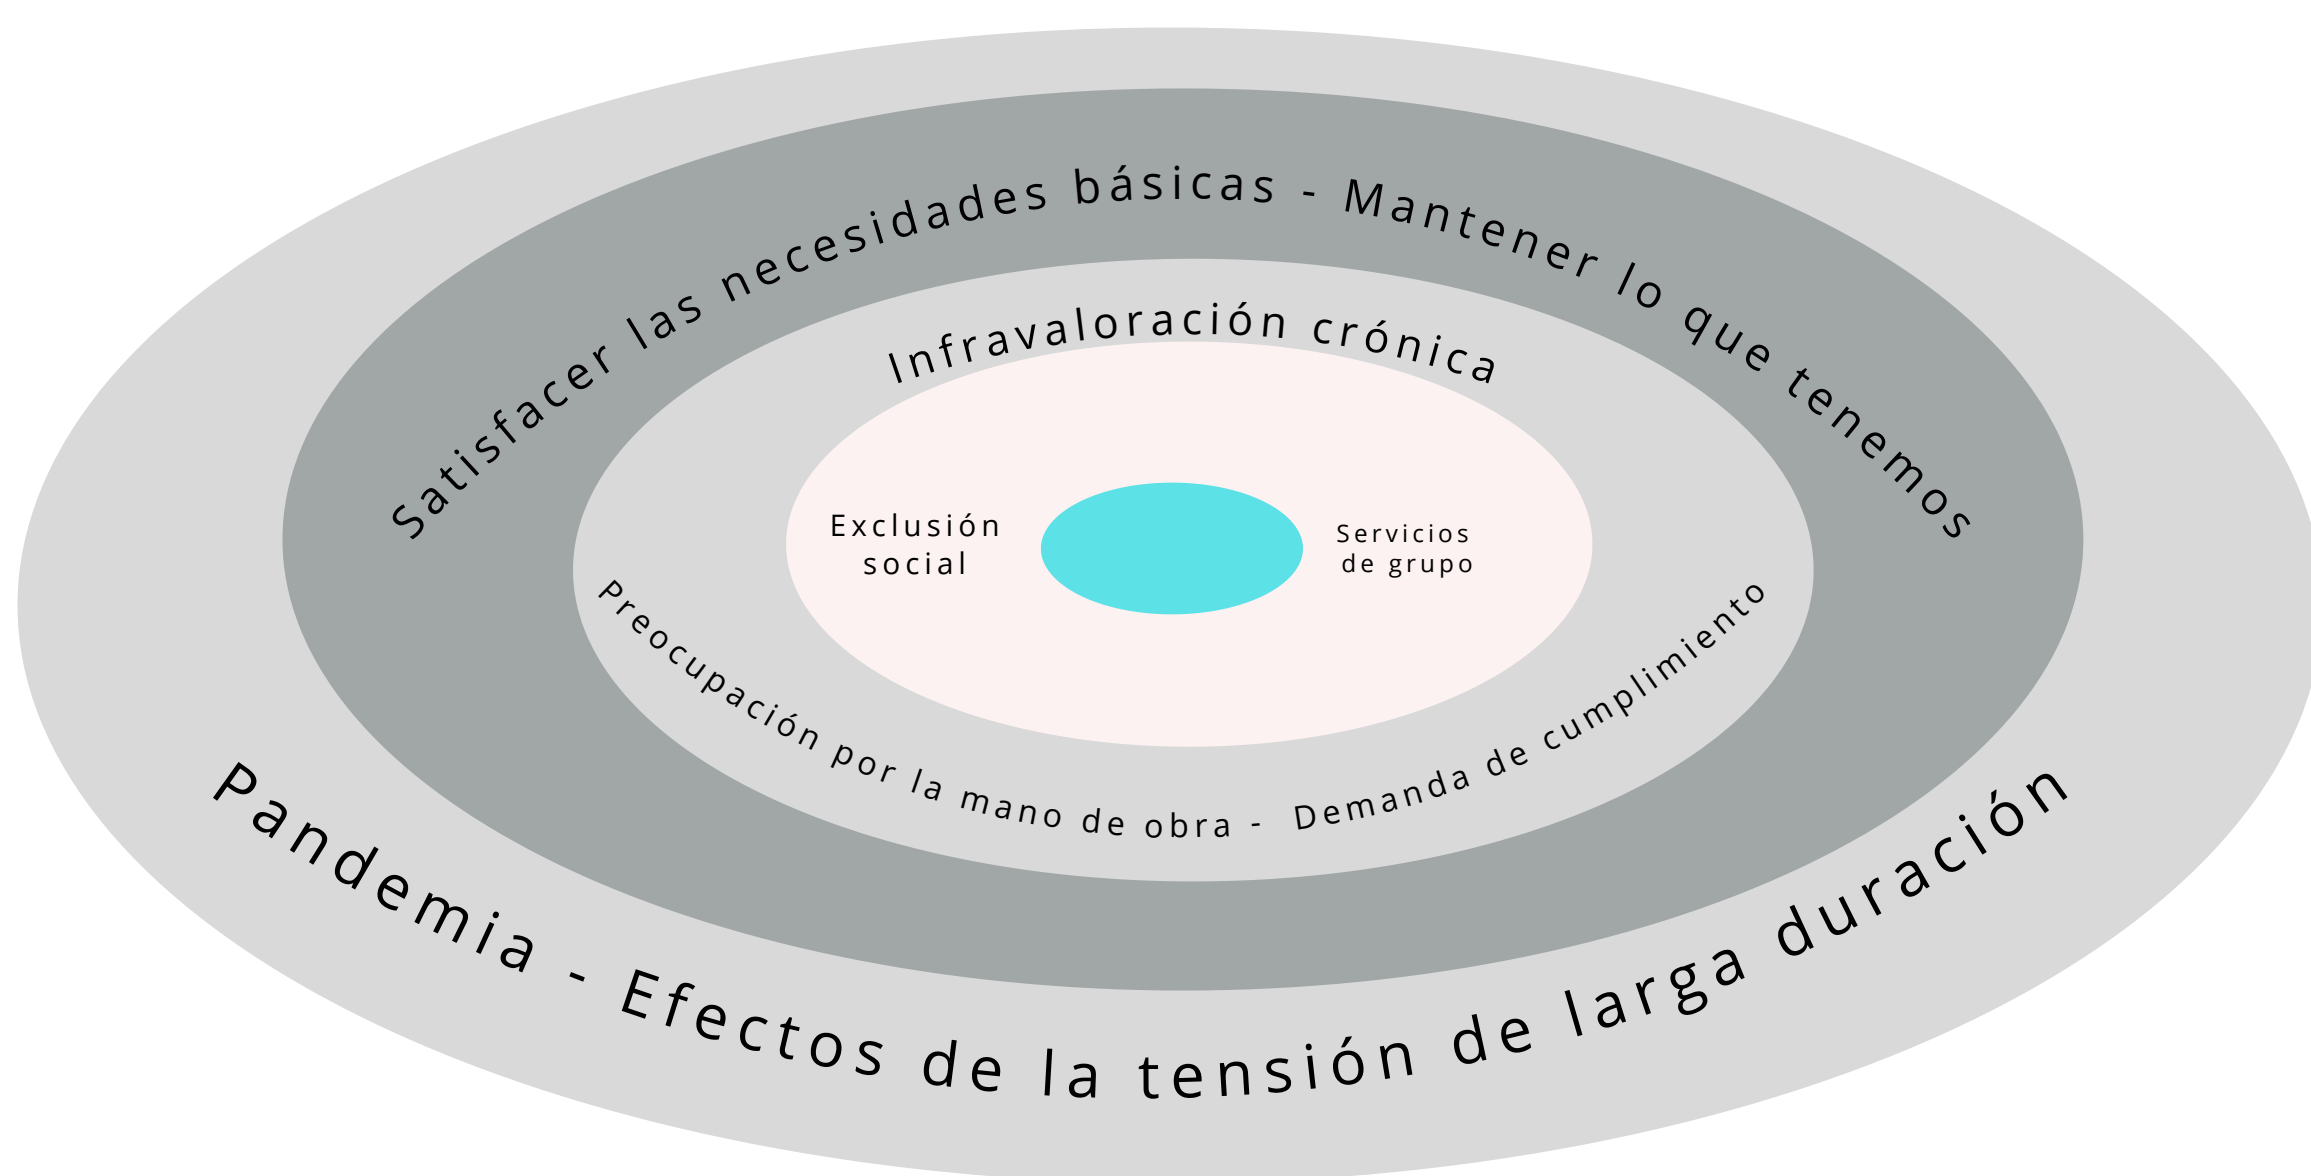 Satisfacer las necesidades básicas - Mantener lo que tenemos
Infravaloración crónica
Exclusión
social
Servicios
de grupo
Preocupación por la mano de obra - Demanda de cumplimiento
Pandemia - Efectos de la tensión de larga duración